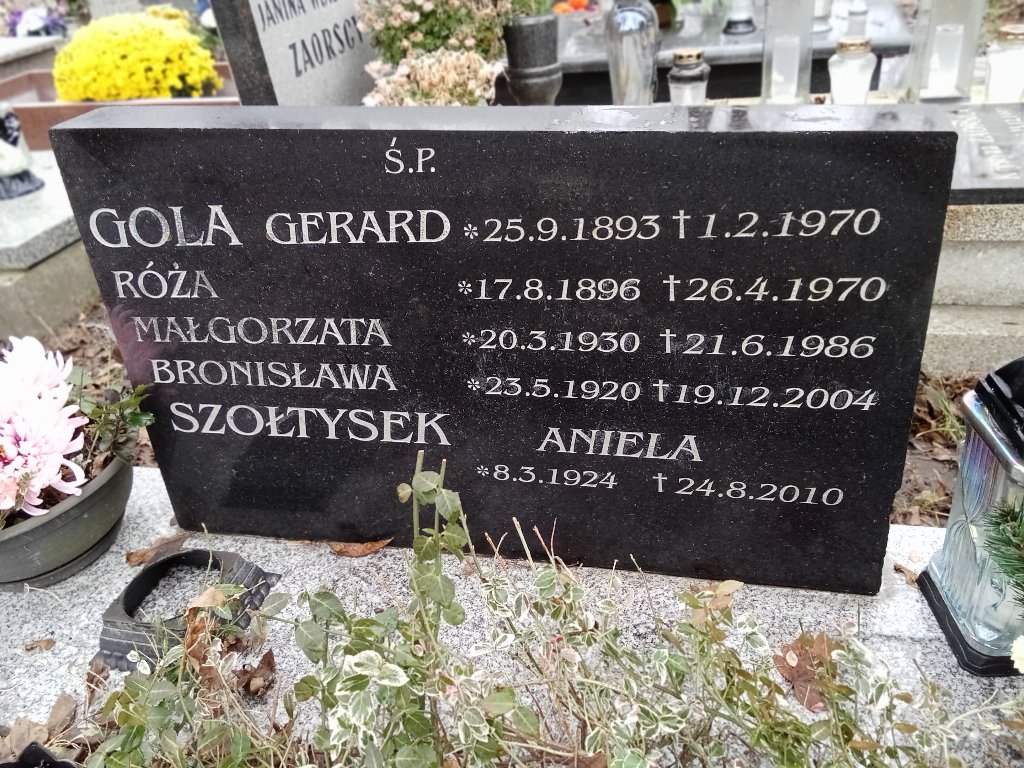 JANINA
ZAORSC
Ś.P.
GOLA GERARD *25.9.1893 †1.2.1970
RÓŻA *17.8.1896 †26.4.1970
MAŁGORZATA *20.3.1930 †21.6.1986
BRONISŁAWA *23.5.1920 †19.12.2004
SZOŁTYSEK ANIELA
*8.3.1924 †24.8.2010